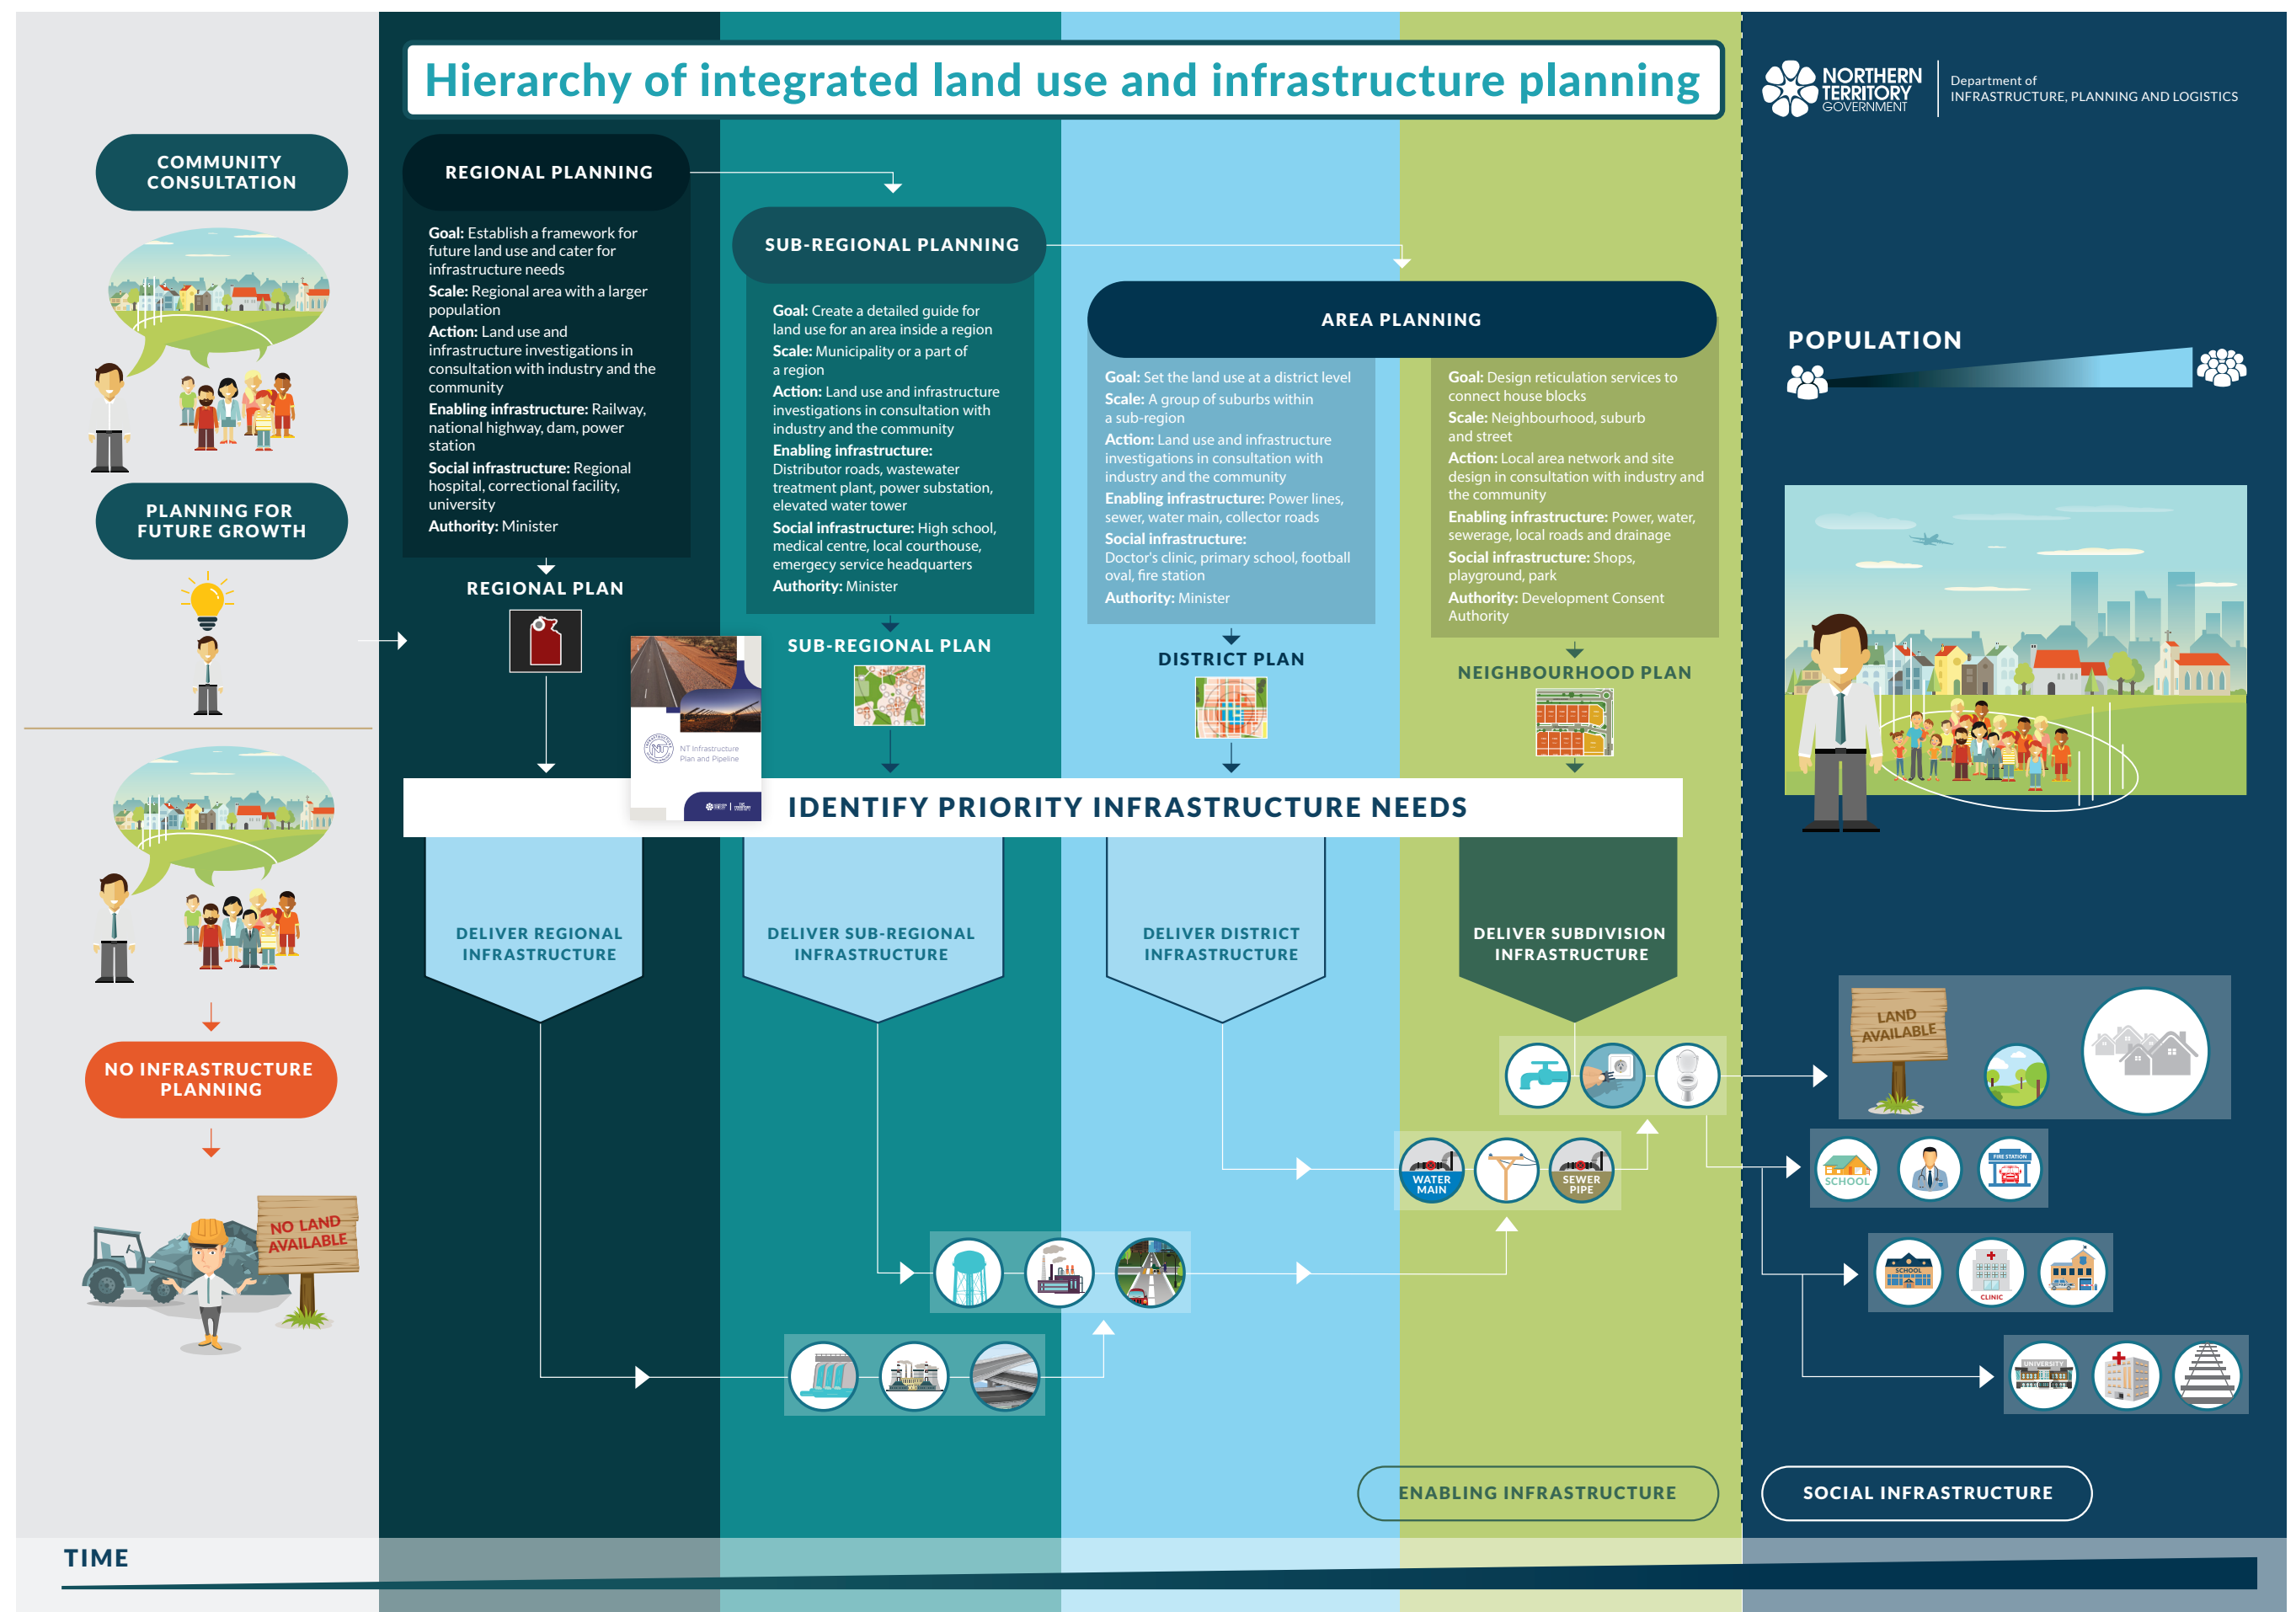 Hierarchy of integrated land use and infrastructure planning
NORTHERN
TERRITORY
GOVERNMENT
Department of
INFRASTRUCTURE, PLANNING AND LOGISTICS
COMMUNITY
CONSULTATION
PLANNING FOR
FUTURE GROWTH
NO INFRASTRUCTURE
PLANNING
NO LAND
AVAILABLE
REGIONAL PLANNING
Goal: Establish a framework for
future land use and cater for
infrastructure needs
Scale: Regional area with a larger
population
Action: Land use and
infrastructure investigations in
consultation with industry and the
community
Enabling infrastructure: Railway,
national highway, dam, power
station
Social infrastructure: Regional
hospital, correctional facility,
university
Authority: Minister
REGIONAL PLAN
SUB-REGIONAL PLANNING
Goal: Create a detailed guide for
land use for an area inside a region
Scale: Municipality or a part of
a region
Action: Land use and infrastructure
investigations in consultation with
industry and the community
Enabling infrastructure:
Distributor roads, wastewater
treatment plant, power substation,
elevated water tower
Social infrastructure: High school,
medical centre, local courthouse,
emergecy service headquarters
Authority: Minister
SUB-REGIONAL PLAN
AREA PLANNING
Goal: Set the land use at a district level
Scale: A group of suburbs within
a sub-region
Action: Land use and infrastructure
investigations in consultation with
industry and the community
Enabling infrastructure: Power lines,
sewer, water main, collector roads
Social infrastructure:
Doctor's clinic, primary school, football
oval, fire station
Authority: Minister
DISTRICT PLAN
Goal: Design reticulation services to
connect house blocks
Scale: Neighbourhood, suburb
and street
Action: Local area network and site
design in consultation with industry and
the community
Enabling infrastructure: Power, water,
sewerage, local roads and drainage
Social infrastructure: Shops,
playground, park
Authority: Development Consent
Authority
NEIGHBOURHOOD PLAN
NT
NT Infrastructure
Plan and Pipeline
IDENTIFY PRIORITY INFRASTRUCTURE NEEDS
DELIVER REGIONAL
INFRASTRUCTURE
DELIVER SUB-REGIONAL
INFRASTRUCTURE
DELIVER DISTRICT
INFRASTRUCTURE
DELIVER SUBDIVISION
INFRASTRUCTURE
WATER
MAIN
SEWER
PIPE
POPULATION
LAND
AVAILABLE
SCHOOL
FIRE STATION
SCHOOL
CLINIC
UNIVERSITY
ENABLING INFRASTRUCTURE
SOCIAL INFRASTRUCTURE
TIME